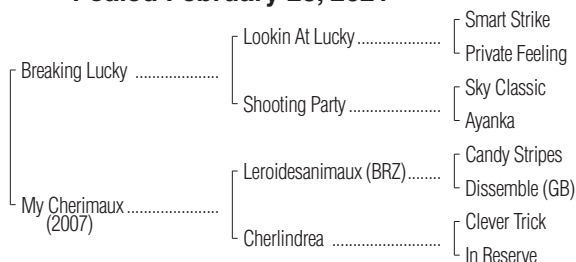 Foaled February 2021
Smart Strike
Lookin At Lucky ....................
Private Feeling
Breaking Lucky ....................
Sky Classic
Shooting Party ...................
Ayanka
Candy Stripes
Leroidesanimaux (BRZ)........
Dissemble (GB)
My Cherimaux ......................
(2007)
Clever Trick
Cherlindrea ..........................
In Reserve